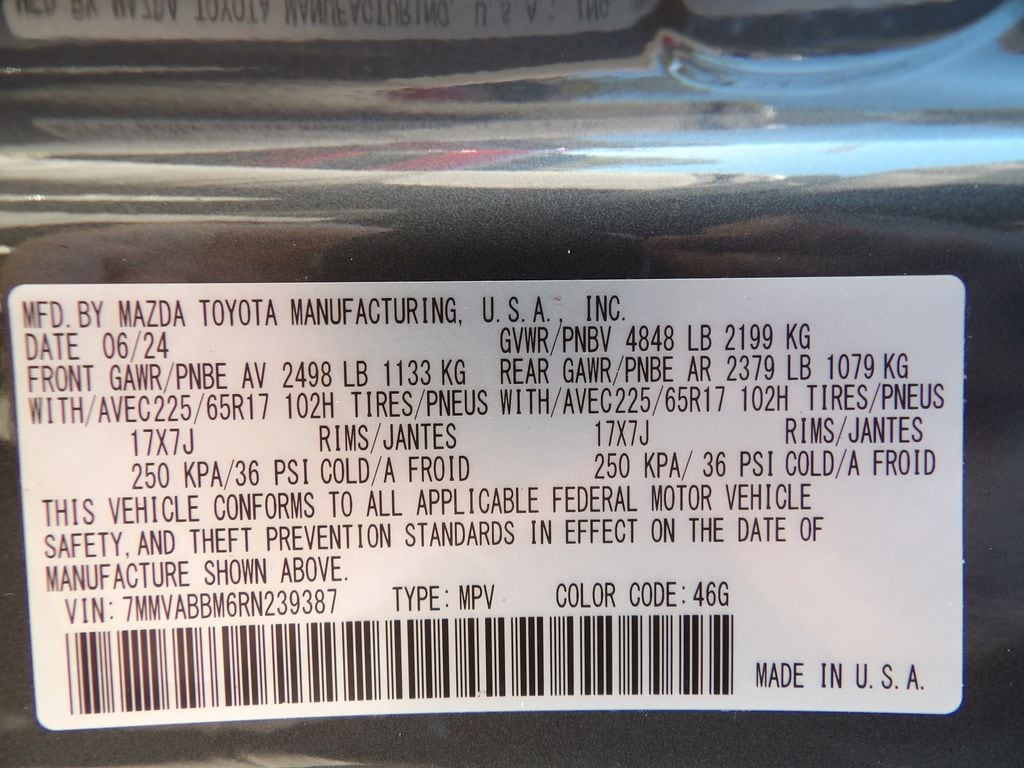 MFD. BY MAZDA TOYOTA MANUFACTURING, U.S.A., INC.
DATE 06/24 GVWR/PNBV 4848 LB 2199 KG
FRONT GAWR/PNBE AV 2498 LB 1133 KG REAR GAWR/PNBE AR 2379 LB 1079 KG
WITH/AVEC225/65R17 102H TIRES/PNEUS WITH/AVEC225/65R17 102H TIRES/PNEUS
17X7J RIMS/JANTES 17X7J RIMS/JANTES
250 KPA/36 PSI COLD/A FROID 250 KPA/ 36 PSI COLD/A FROID
THIS VEHICLE CONFORMS TO ALL APPLICABLE FEDERAL MOTOR VEHICLE
SAFETY, AND THEFT PREVENTION STANDARDS IN EFFECT ON THE DATE OF
MANUFACTURE SHOWN ABOVE.
VIN: 7MMVABBM6RN239387 TYPE: MPV COLOR CODE: 46G
MADE IN U.S.A.